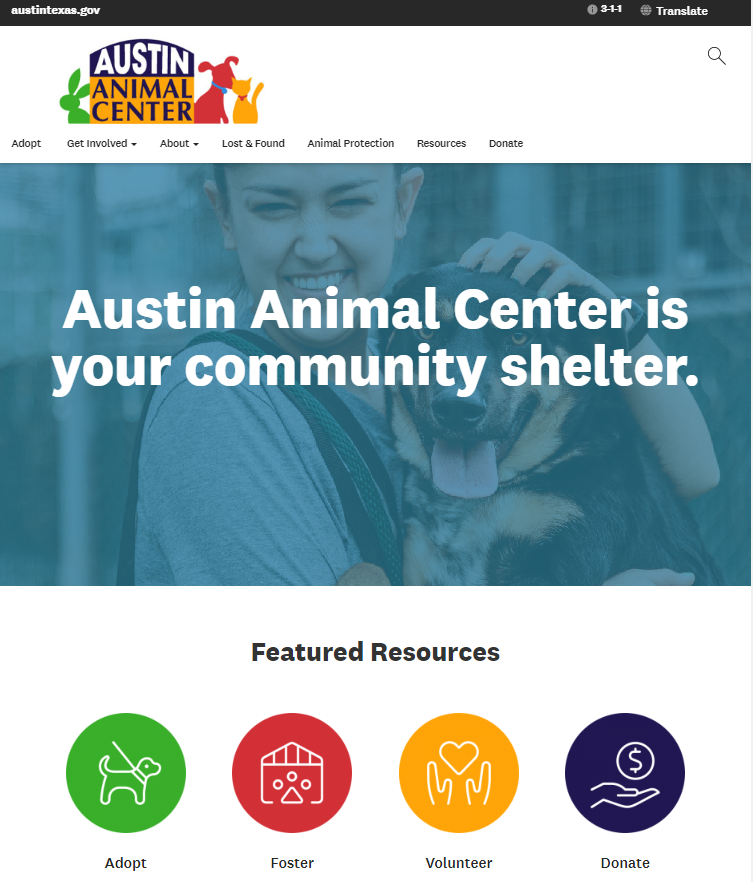 austintexas.gov 3-1-1 Translate
AUSTIN
ANIMAL
CENTER
Adopt Get Involved About Lost & Found Animal Protection Resources Donate
Austin Animal Center is
your community shelter.
Featured Resources
Adopt Foster Volunteer Donate